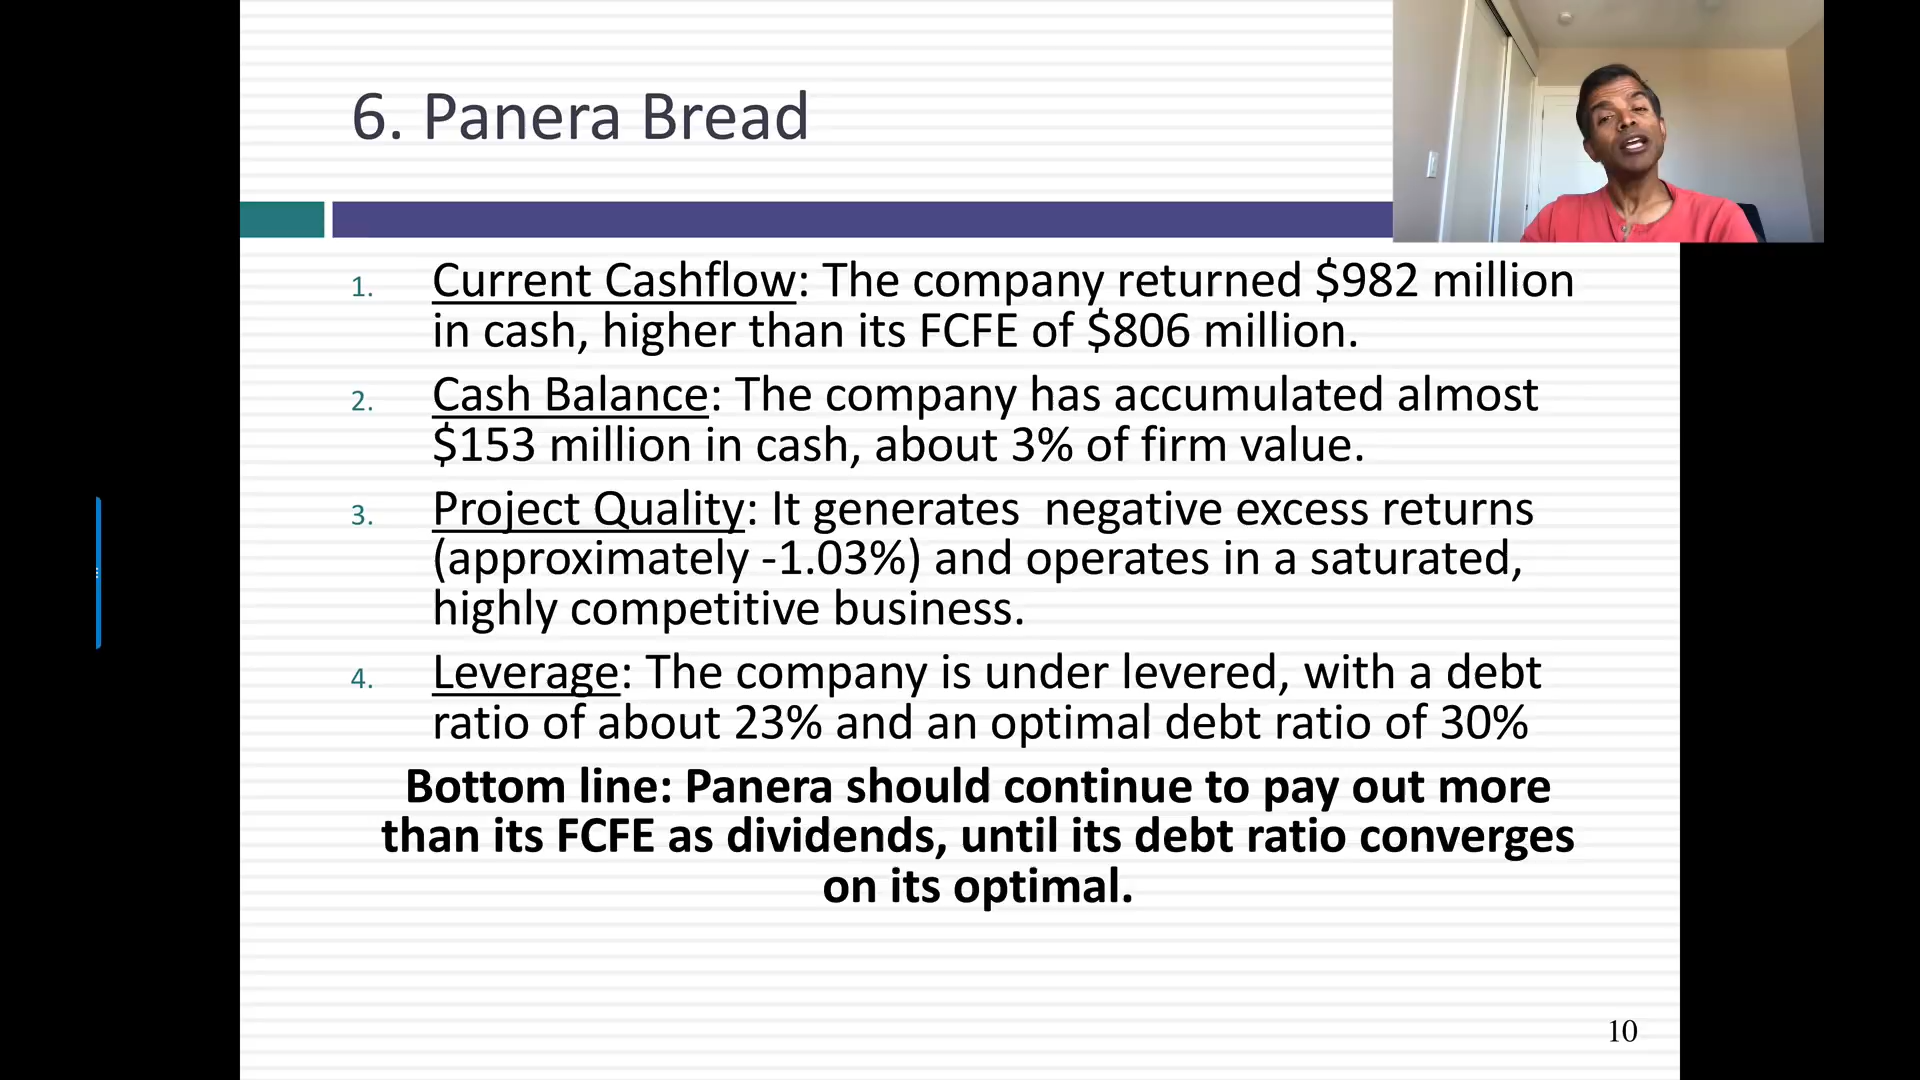 6. Panera Bread
1. Current Cashflow: The company returned $982 million
in cash, higher than its FCFE of $806 million.
2. Cash Balance: The company has accumulated almost
$153 million in cash, about 3% of firm value.
3. Project Quality: It generates  negative excess returns
(approximately -1.03%) and operates in a saturated,
highly competitive business.
4. Leverage: The company is under levered, with a debt
ratio of about 23% and an optimal debt ratio of 30%
Bottom line: Panera should continue to pay out more
than its FCFE as dividends, until its debt ratio converges
on its optimal.
10